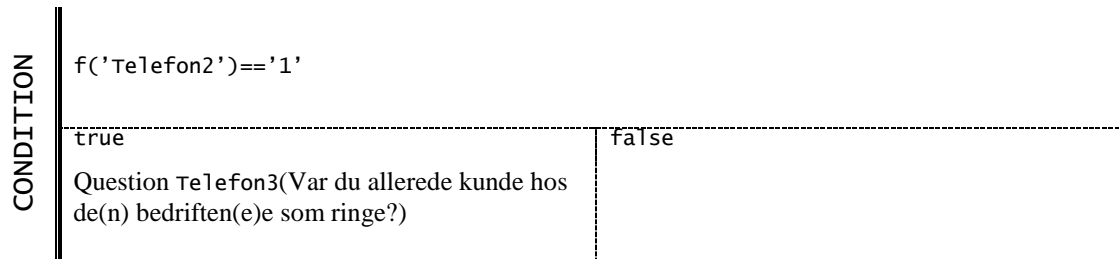 CONDITION
f('Telefon2')=='1'
true
false
Question Telefon3(Var du allerede kunde hos
de(n) bedriften(e)e som ringe?)